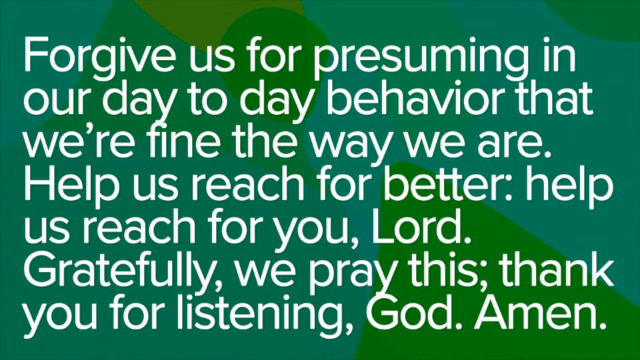 Forgive us for presuming in
our day to day behavior that
we're fine the way we are.
Help us reach for better: help
us reach for you, Lord.
Gratefully, we pray this; thank
you for listening, God. Amen.